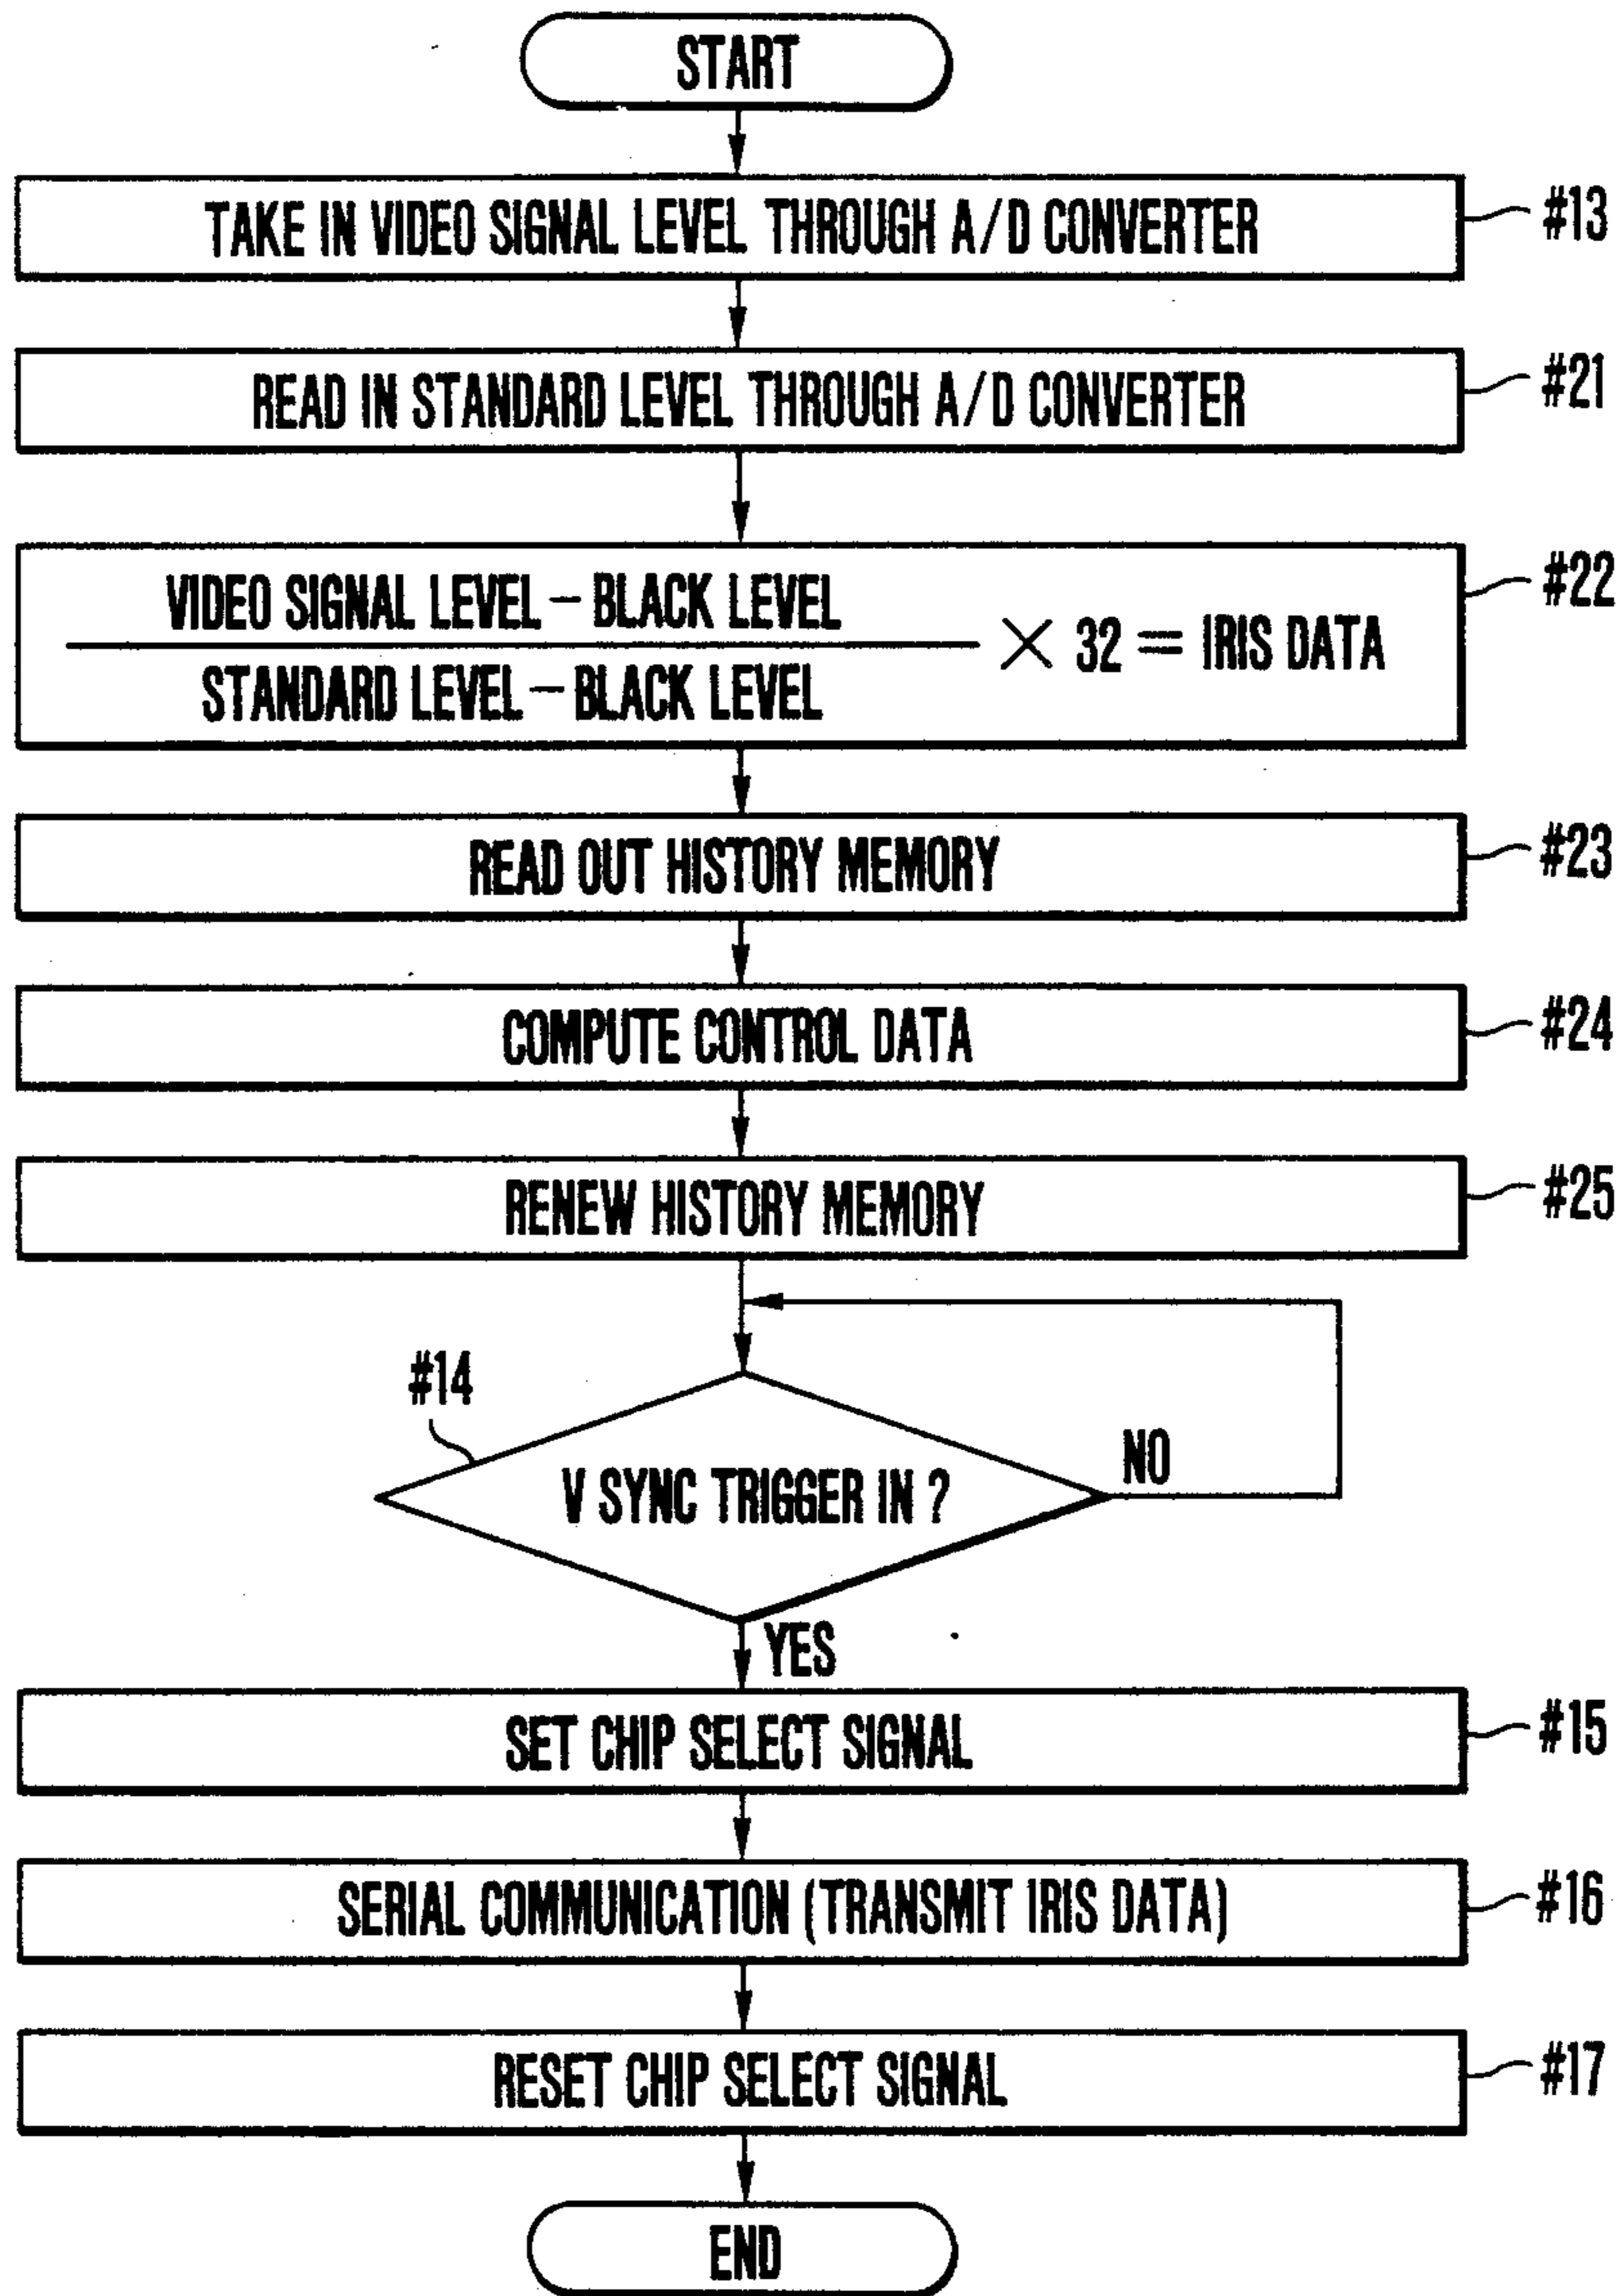 START
TAKE IN VIDEO SIGNAL LEVEL THROUGH A/D CONVERTER
#13
READ IN STANDARD LEVEL THROUGH A/D CONVERTER
#21
VIDEO SIGNAL LEVEL – BLACK LEVEL
STANDARD LEVEL – BLACK LEVEL
× 32 = IRIS DATA
#22
READ OUT HISTORY MEMORY
#23
COMPUTE CONTROL DATA
#24
RENEW HISTORY MEMORY
#25
#14
V SYNC TRIGGER IN ?
NO
YES
SET CHIP SELECT SIGNAL
#15
SERIAL COMMUNICATION (TRANSMIT IRIS DATA)
#16
RESET CHIP SELECT SIGNAL
#17
END